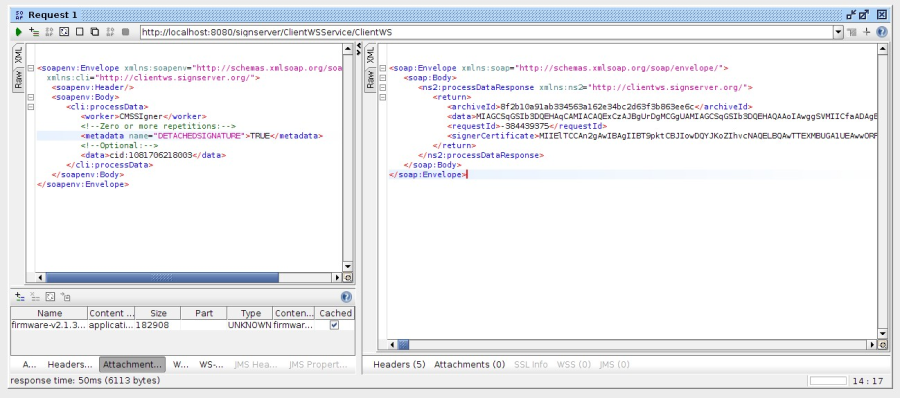 Request 1
http://localhost:8080/signserver/ClientWSService/ClientWS
XML
Raw
<soapenv:Envelope xmlns:soapenv="http://schemas.xmlsoap.org/soa
xmlns:cli="http://clientws.signserver.org/">
<soapenv:Header/>
<soapenv:Body>
<cli:processData>
<worker>CMSSIgner</worker>
<!--Zero or more repetitions:-->
<metadata name="DETACHEDSIGNATURE">TRUE</metadata>
<!--Optional:-->
<data>cid:1081706218003</data>
</cli:processData>
</soapenv:Body>
</soapenv:Envelope>
XML
Raw
<soap:Envelope xmlns:soap="http://schemas.xmlsoap.org/soap/envelope/">
<soap:Body>
<ns2:processDataResponse xmlns:ns2="http://clientws.signserver.org/">
<return>
<archiveId>8f2b10a91ab334563a162e34bc2d63f3b863ee6c</archiveId>
<data>MIAGCSqGSIb3DQEHAqCAMIACAQExCzAJBgUrDgMCGgUAMIAGCSqGSIb3DQEHAQAAoIAwggSVMIICfaADAgE
<requestId>-384439375</requestId>
<signerCertificate>MIIElTCCAn2gAwIBAgIIBT9pktCBJIowDQYJKoZIhvcNAQELBQAwTTEXMBUGA1UEAwwORF
</return>
</ns2:processDataResponse>
</soap:Body>
</soap:Envelope>
Name Content ... Size Part Type Conten... Cached
firmware-v2.1.3... applicati... 182908 UNKNOWN firmwar...
A... Headers... Attachment... W... WS-... JMS Hea... JMS Propert...
Headers (5) Attachments (0) SSL Info WSS (0) JMS (0)
response time: 50ms (6113 bytes)
14 : 17